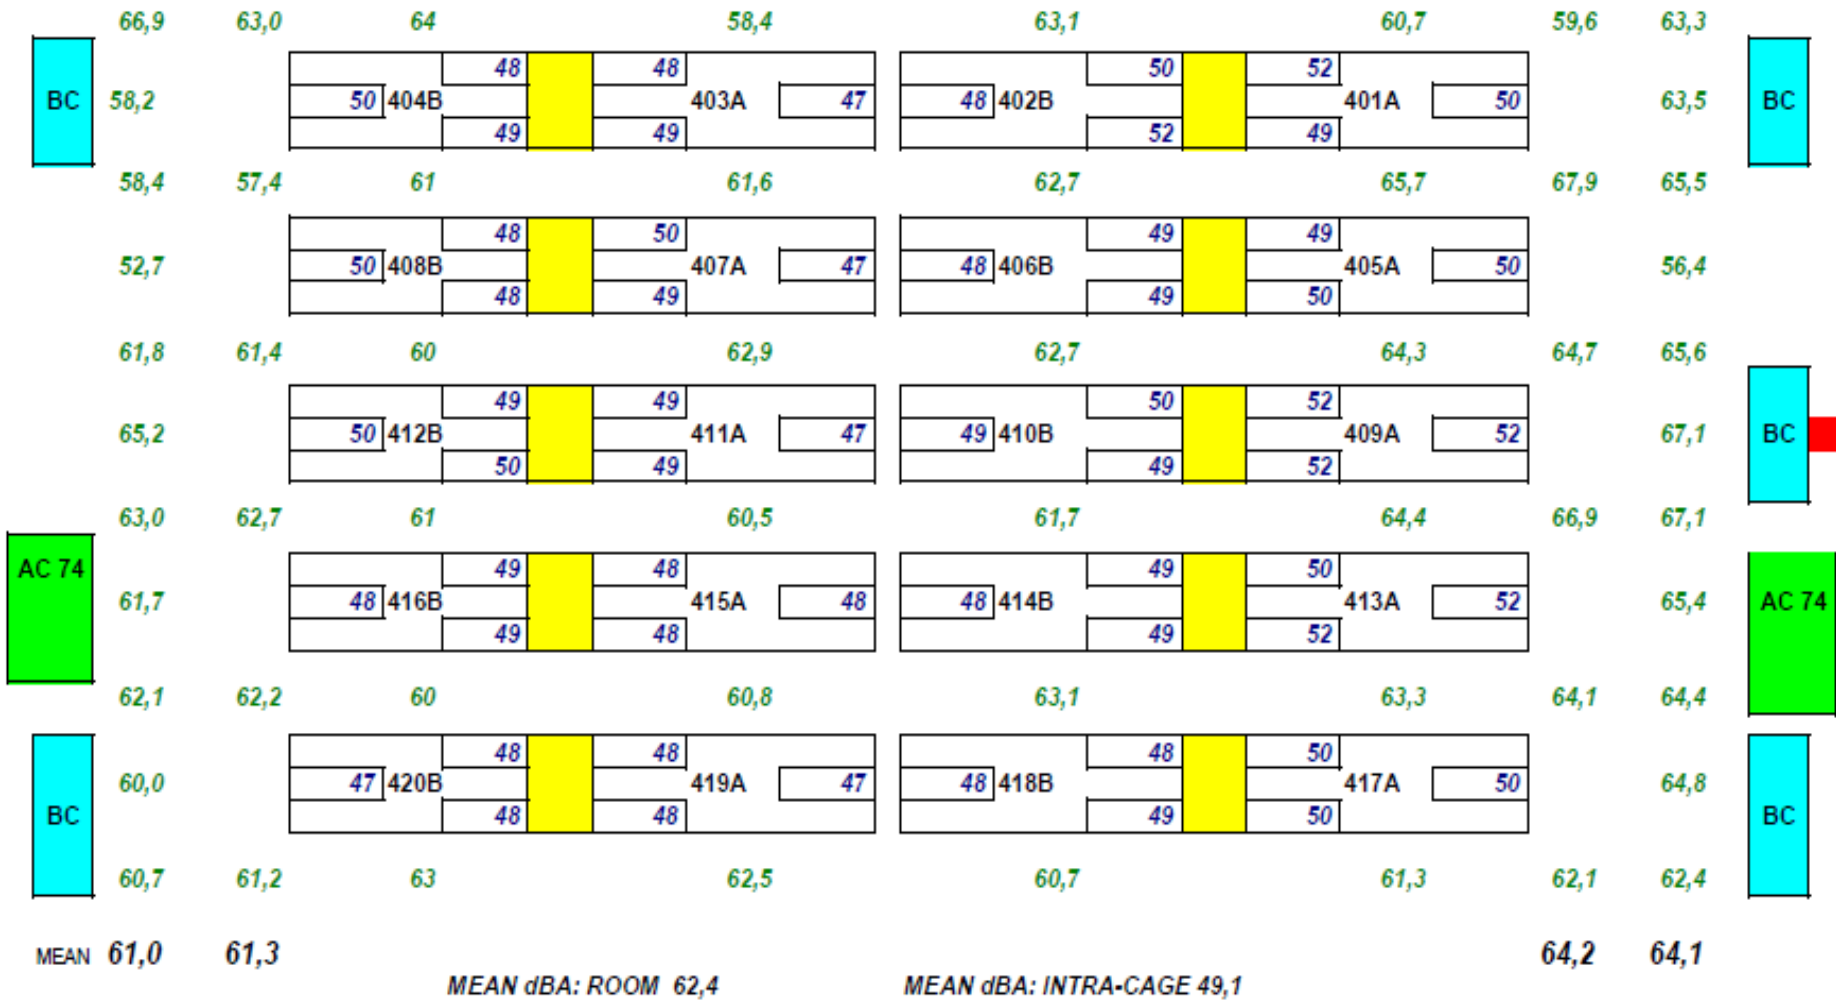 66,9 63,0 64 58,4 63,1 60,7 59,6 63,3
48 48 50 52
BC 58,2 50 404B 403A 47 48 402B 401A 50 63,5 BC
49 49 52 49
58,4 57,4 61 61,6 62,7 65,7 67,9 65,5
48 50 49 49
52,7 50 408B 407A 47 48 406B 405A 50 56,4
48 49 49 50
61,8 61,4 60 62,9 62,7 64,3 64,7 65,6
49 49 50 52
65,2 50 412B 411A 47 49 410B 409A 52 67,1 BC
50 49 49 52
63,0 62,7 61 60,5 61,7 64,4 66,9 67,1
AC 74 49 48 49 50
61,7 48 416B 415A 48 48 414B 413A 52 65,4 AC 74
49 48 49 52
62,1 62,2 60 60,8 63,1 63,3 64,1 64,4
48 48 48 50
60,0 47 420B 419A 47 48 418B 417A 50 64,8
BC 48 48 49 50 BC
60,7 61,2 63 62,5 60,7 61,3 62,1 62,4
MEAN 61,0 61,3 64,2 64,1
MEAN dBA: ROOM 62,4 MEAN dBA: INTRA-CAGE 49,1